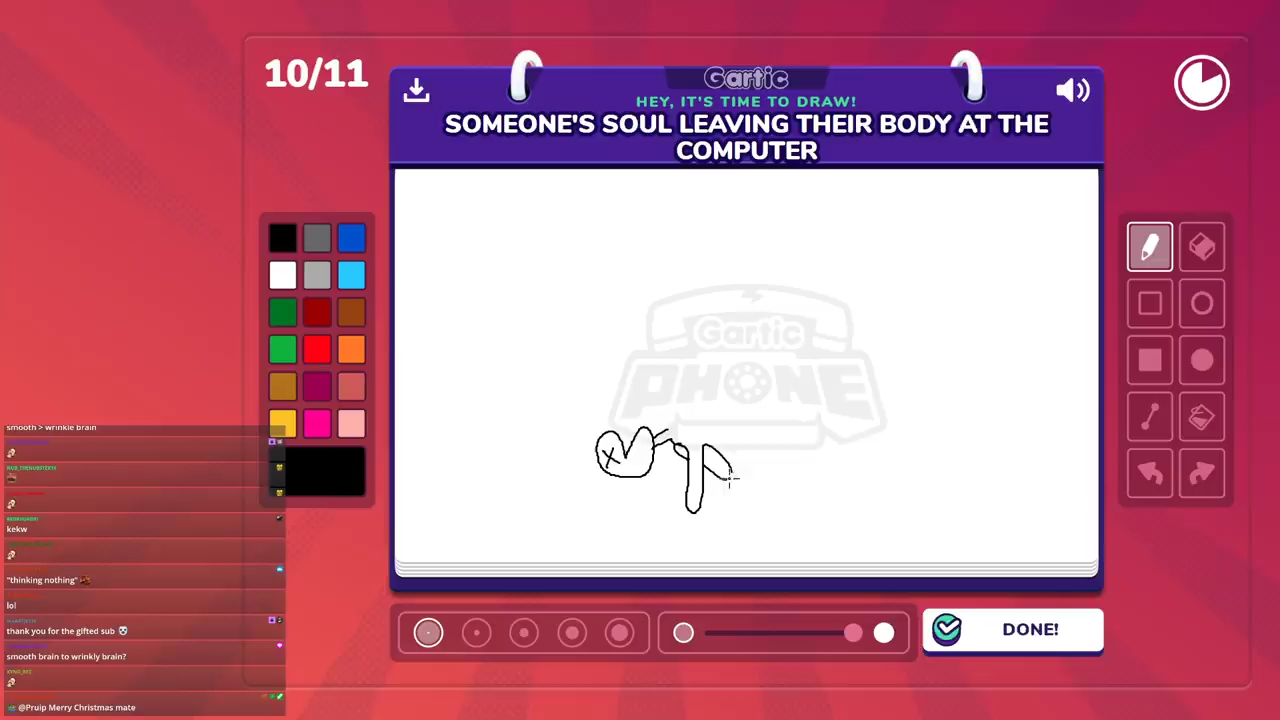 10/11
Gartic
HEY, IT'S TIME TO DRAW!
SOMEONE'S SOUL LEAVING THEIR BODY AT THE
COMPUTER
Gartic
PHONE
smooth > wrinkle brain
kekw
"thinking nothing"
lol
thank you for the gifted sub
smooth brain to wrinkly brain?
@Pruip Merry Christmas mate
DONE!